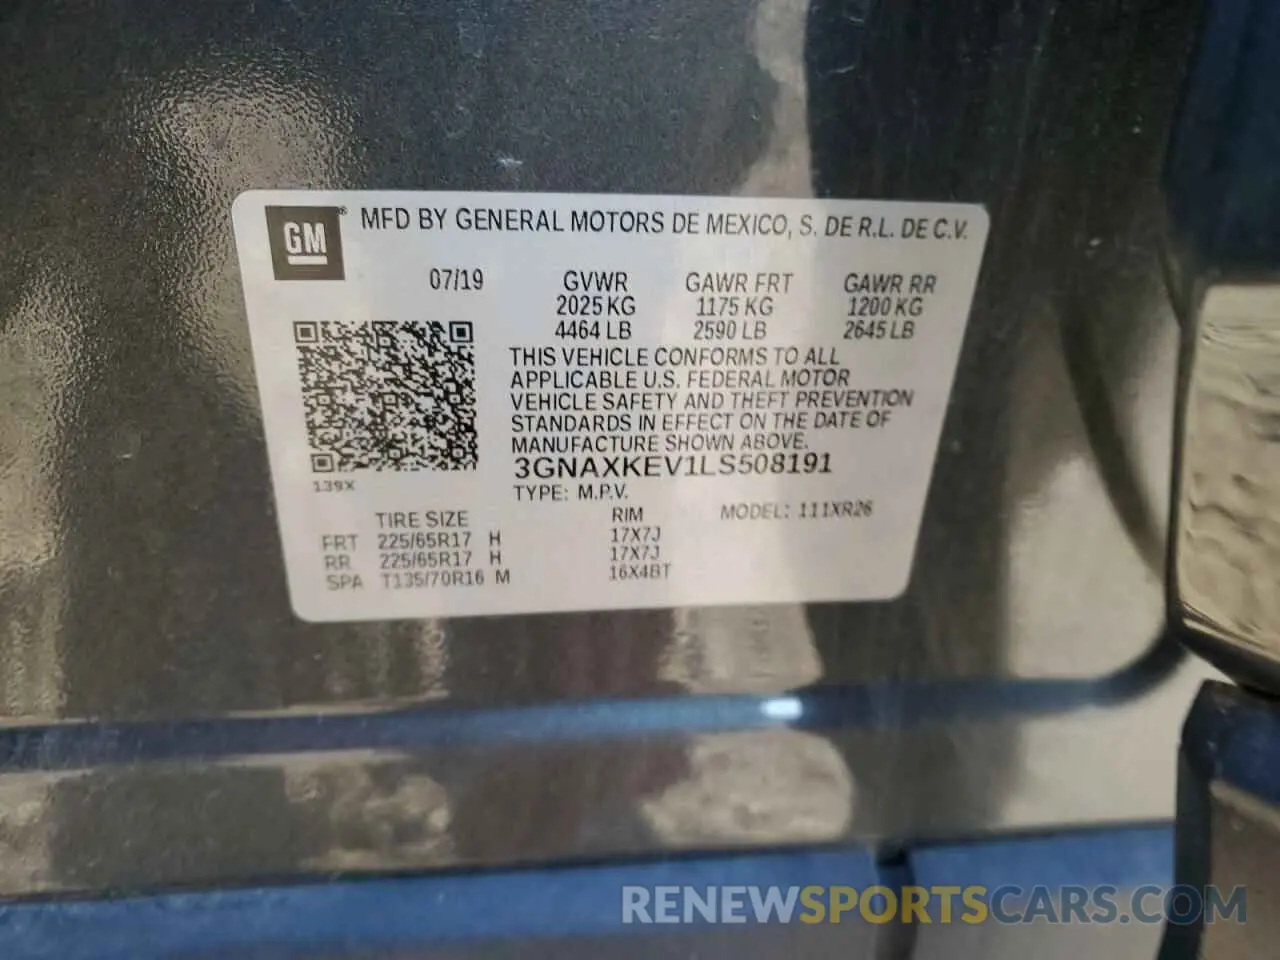 GM ® MFD BY GENERAL MOTORS DE MEXICO, S. DE R.L. DE C.V.
07/19 GVWR GAWR FRT GAWR RR
2025 KG 1175 KG 1200 KG
4464 LB 2590 LB 2645 LB
THIS VEHICLE CONFORMS TO ALL
APPLICABLE U.S. FEDERAL MOTOR
VEHICLE SAFETY AND THEFT PREVENTION
STANDARDS IN EFFECT ON THE DATE OF
MANUFACTURE SHOWN ABOVE.
3GNAXKEV1LS508191
139X
TYPE: M.P.V.
TIRE SIZE RIM MODEL: 111XR26
FRT 225/65R17 H 17X7J
RR 225/65R17 H 17X7J
SPA T135/70R16 M 16X4BT
RENEWSPORTSCARS.COM